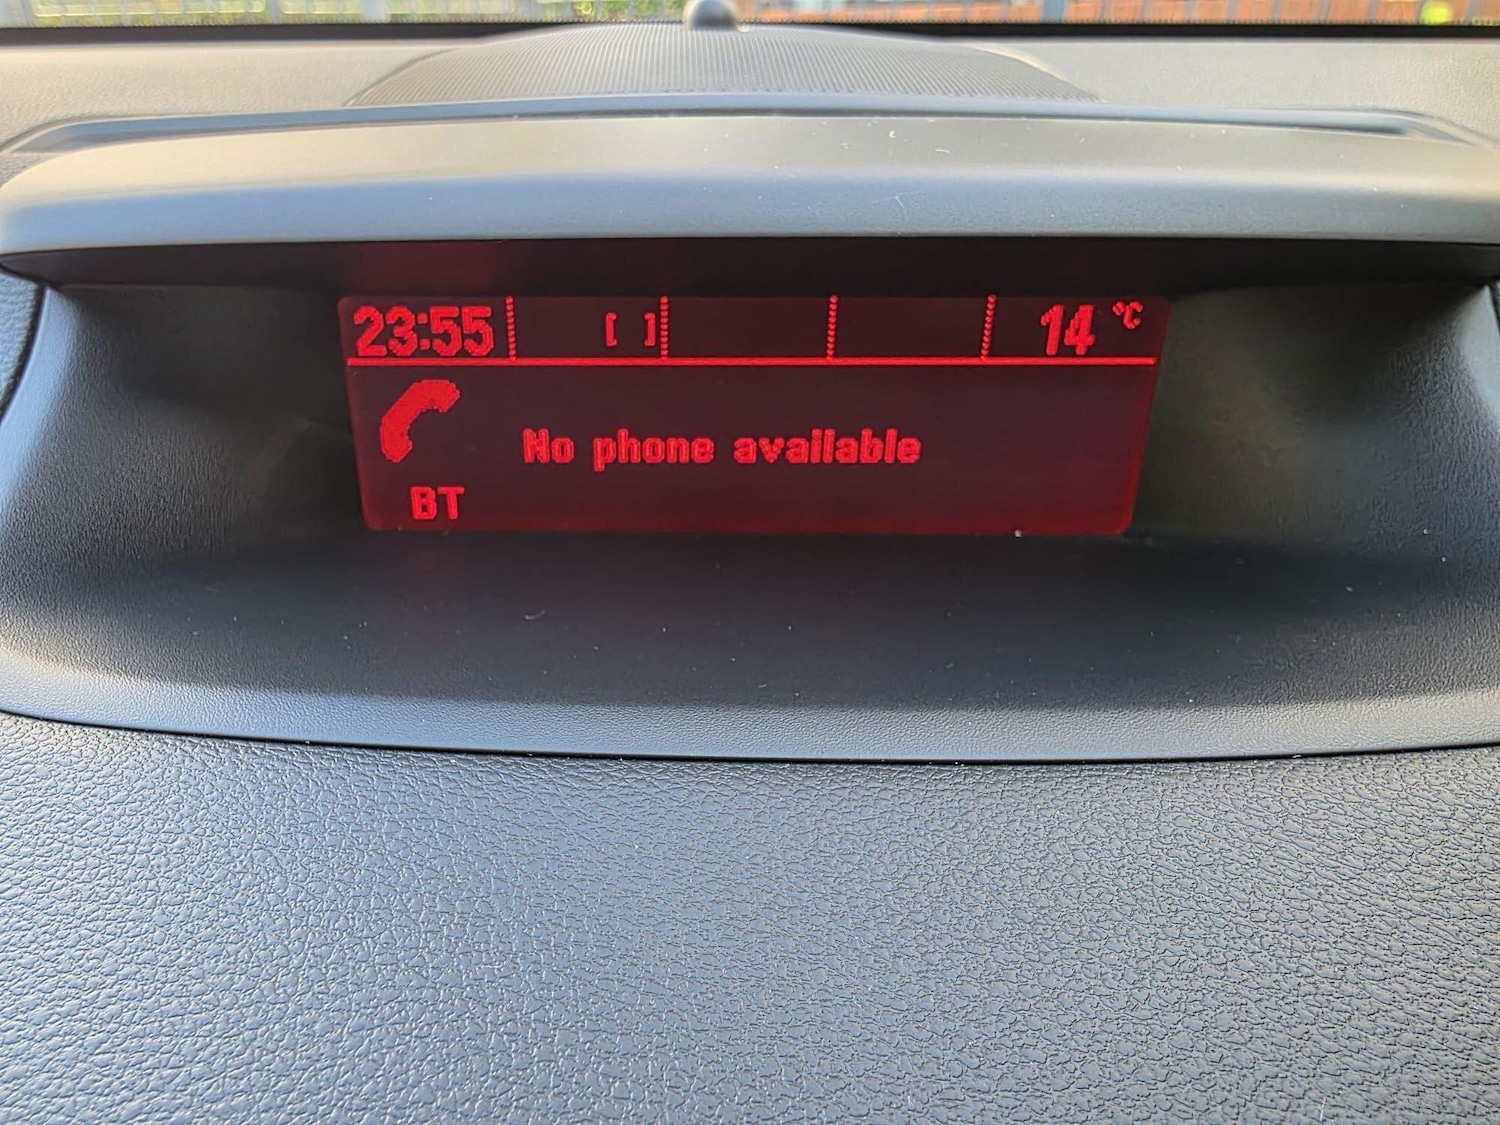 23:55 [ ] 14 °C
No phone available
BT